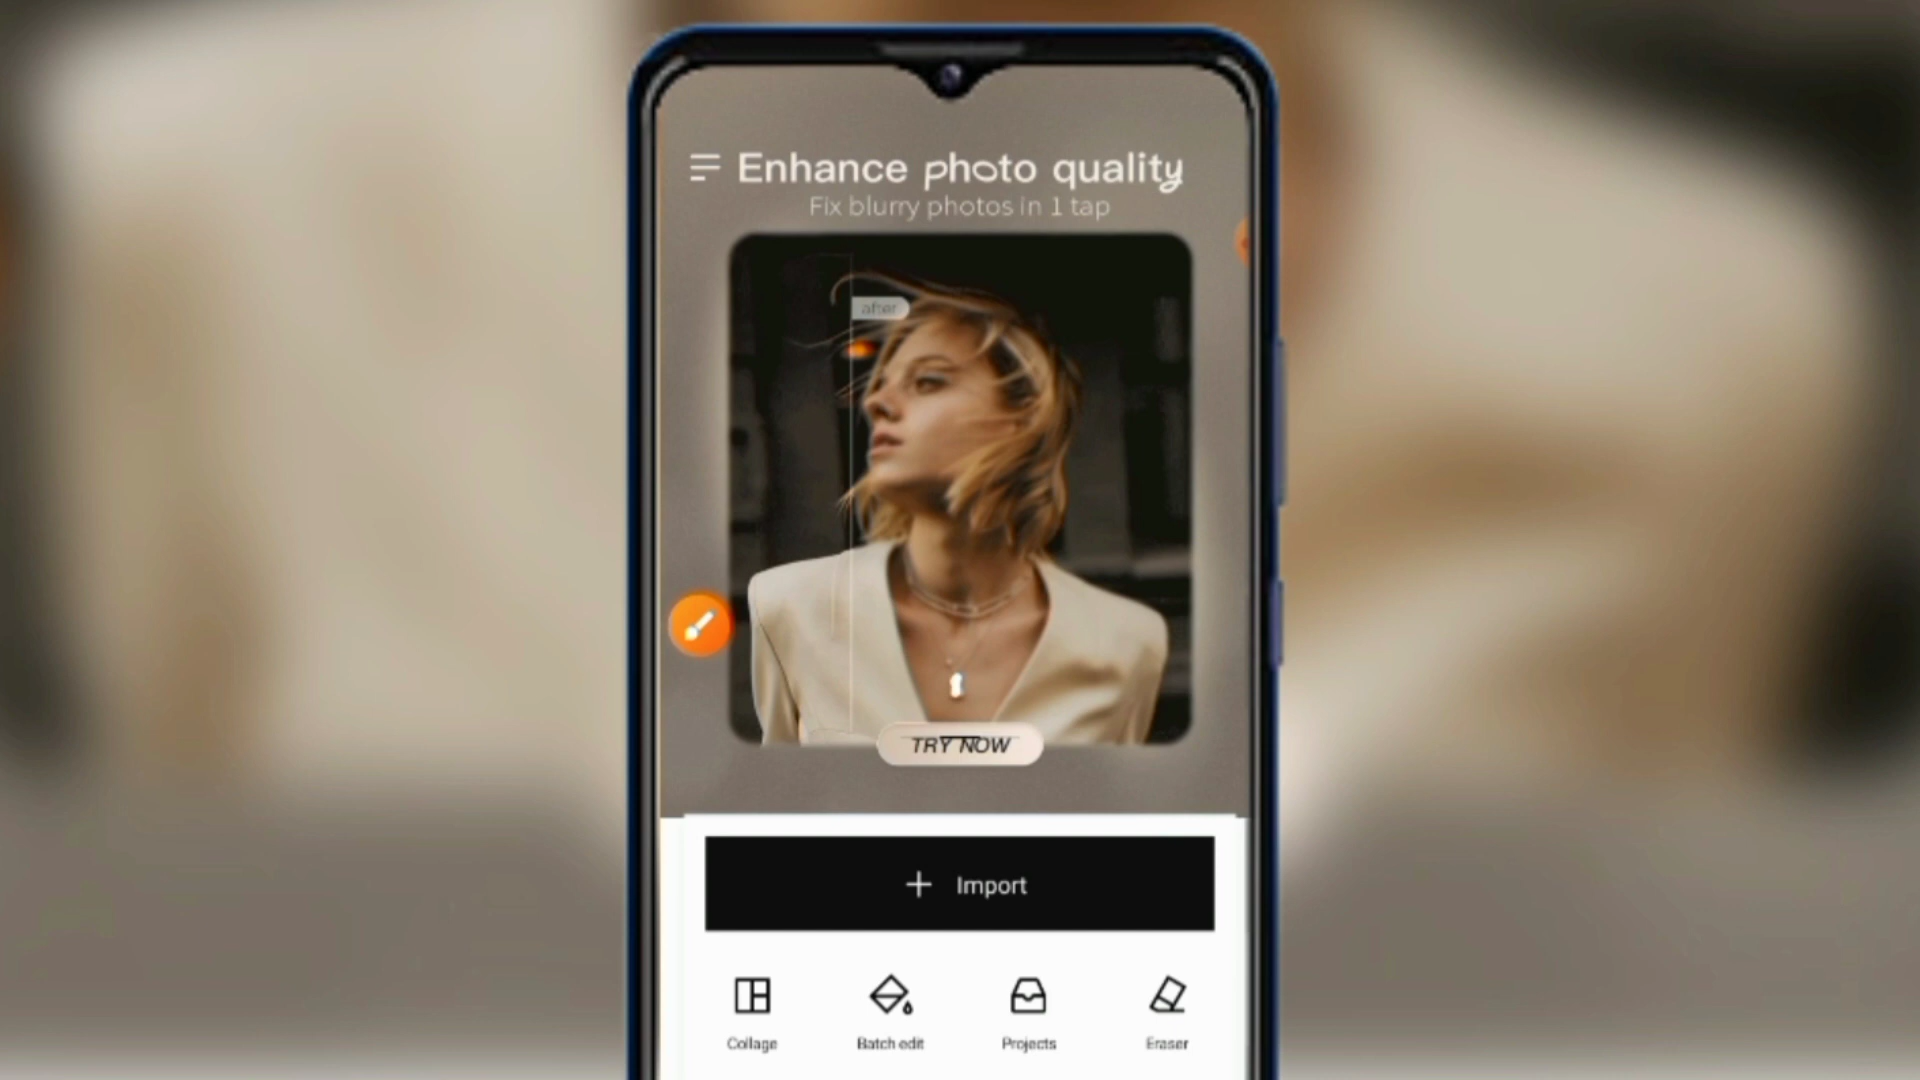 Enhance photo quality
Fix blurry photos in 1 tap
after
TRY NOW
Import
Collage
Batch edit
Projects
Eraser